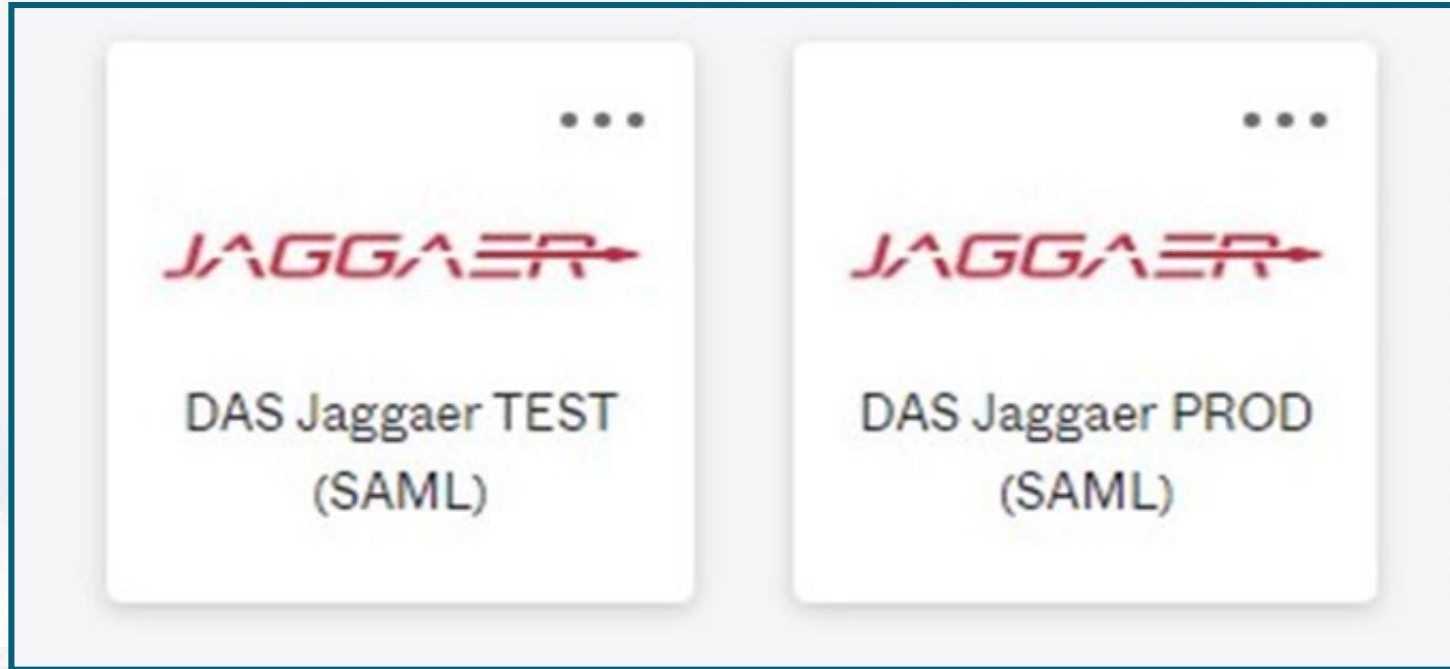 JAGGAER
DAS Jaggaer TEST
(SAML)
JAGGAER
DAS Jaggaer PROD
(SAML)